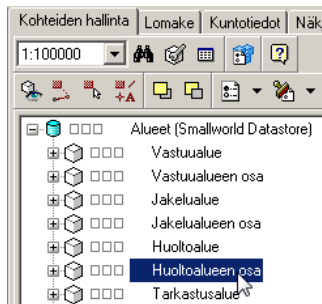 Kohteiden hallinta Lomake Kuntotiedot
1:100000
Alueet (Smallworld Datastore)
Vastuualue
Vastuualueen osa
Jakelualue
Jakelualueen osa
Huoltoalue
Huoltoalueen osa
Tarkastusalue